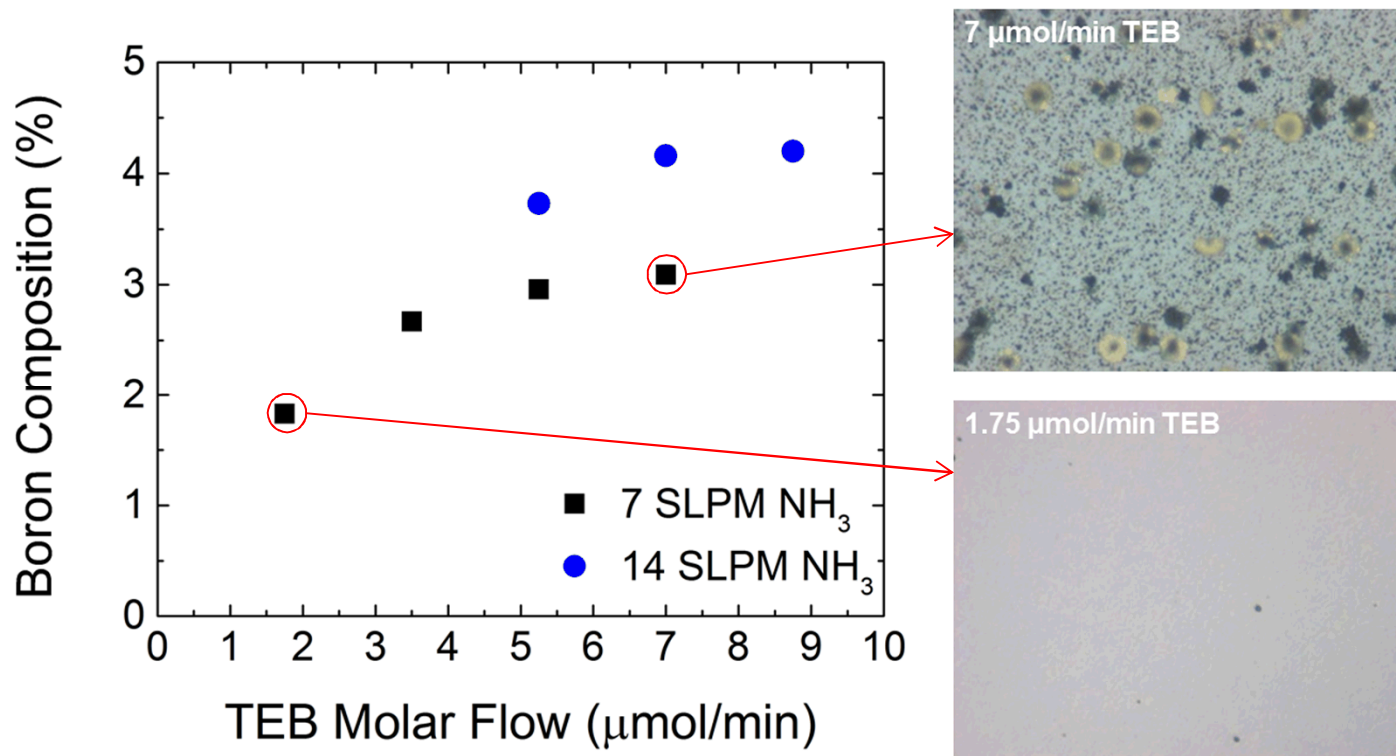 7 μmol/min TEB
5
4
3
2
1
0
Boron Composition (%)
7 SLPM NH3
14 SLPM NH3
0 1 2 3 4 5 6 7 8 9 10
TEB Molar Flow (μmol/min)
1.75 μmol/min TEB